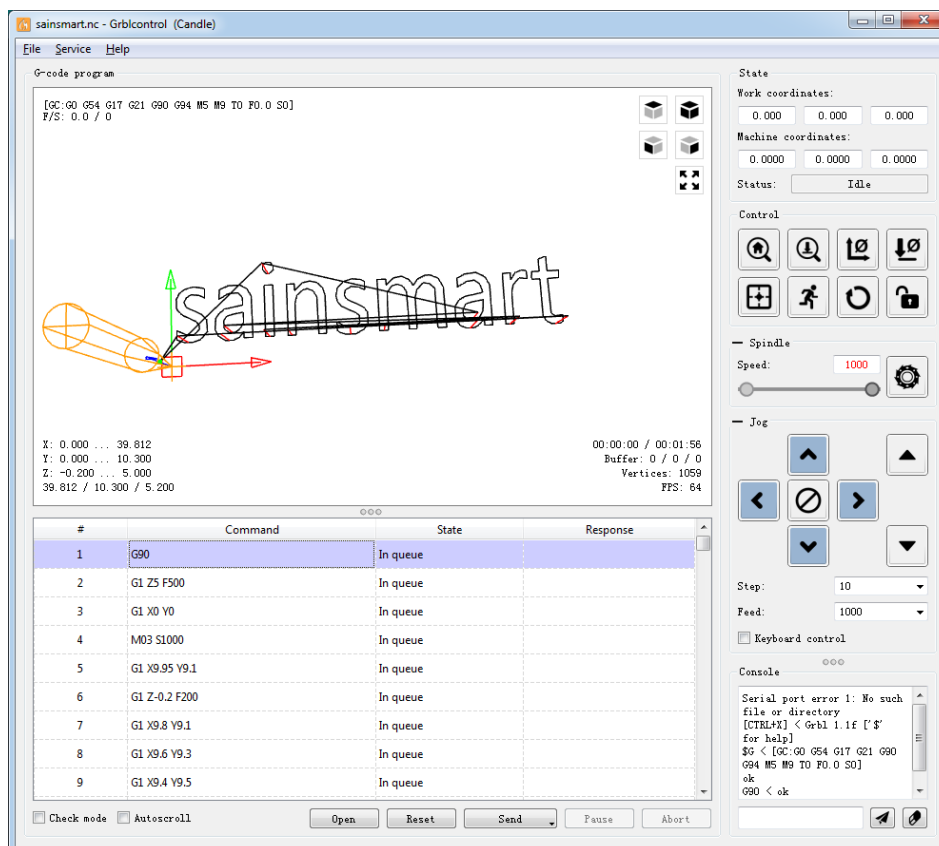 sainsmart.nc - Grblcontrol (Candle)
File Service Help
G-code program
[GC:G0 G54 G17 G21 G90 G94 M5 M9 T0 F0.0 S0]
F/S: 0.0 / 0
sainsmart
X: 0.000 ... 39.812
Y: 0.000 ... 10.300
Z: -0.200 ... 5.000
39.812 / 10.300 / 5.200
00:00:00 / 00:01:56
Buffer: 0 / 0 / 0
Vertices: 1059
FPS: 64
# Command State Response
1 G90 In queue
2 G1 Z5 F500 In queue
3 G1 X0 Y0 In queue
4 M03 S1000 In queue
5 G1 X9.95 Y9.1 In queue
6 G1 Z-0.2 F200 In queue
7 G1 X9.8 Y9.1 In queue
8 G1 X9.6 Y9.3 In queue
9 G1 X9.4 Y9.5 In queue
Check mode Autoscroll Open Reset Send Pause Abort
State
Work coordinates:
0.000 0.000 0.000
Machine coordinates:
0.0000 0.0000 0.0000
Status: Idle
Control
Spindle
Speed: 1000
Jog
Step: 10
Feed: 1000
Keyboard control
Console
Serial port error 1: No such
file or directory
[CTRL+X] < Grbl 1.1f ['$'
for help]
$G < [GC:G0 G54 G17 G21 G90
G94 M5 M9 T0 F0.0 S0]
ok
G90 < ok